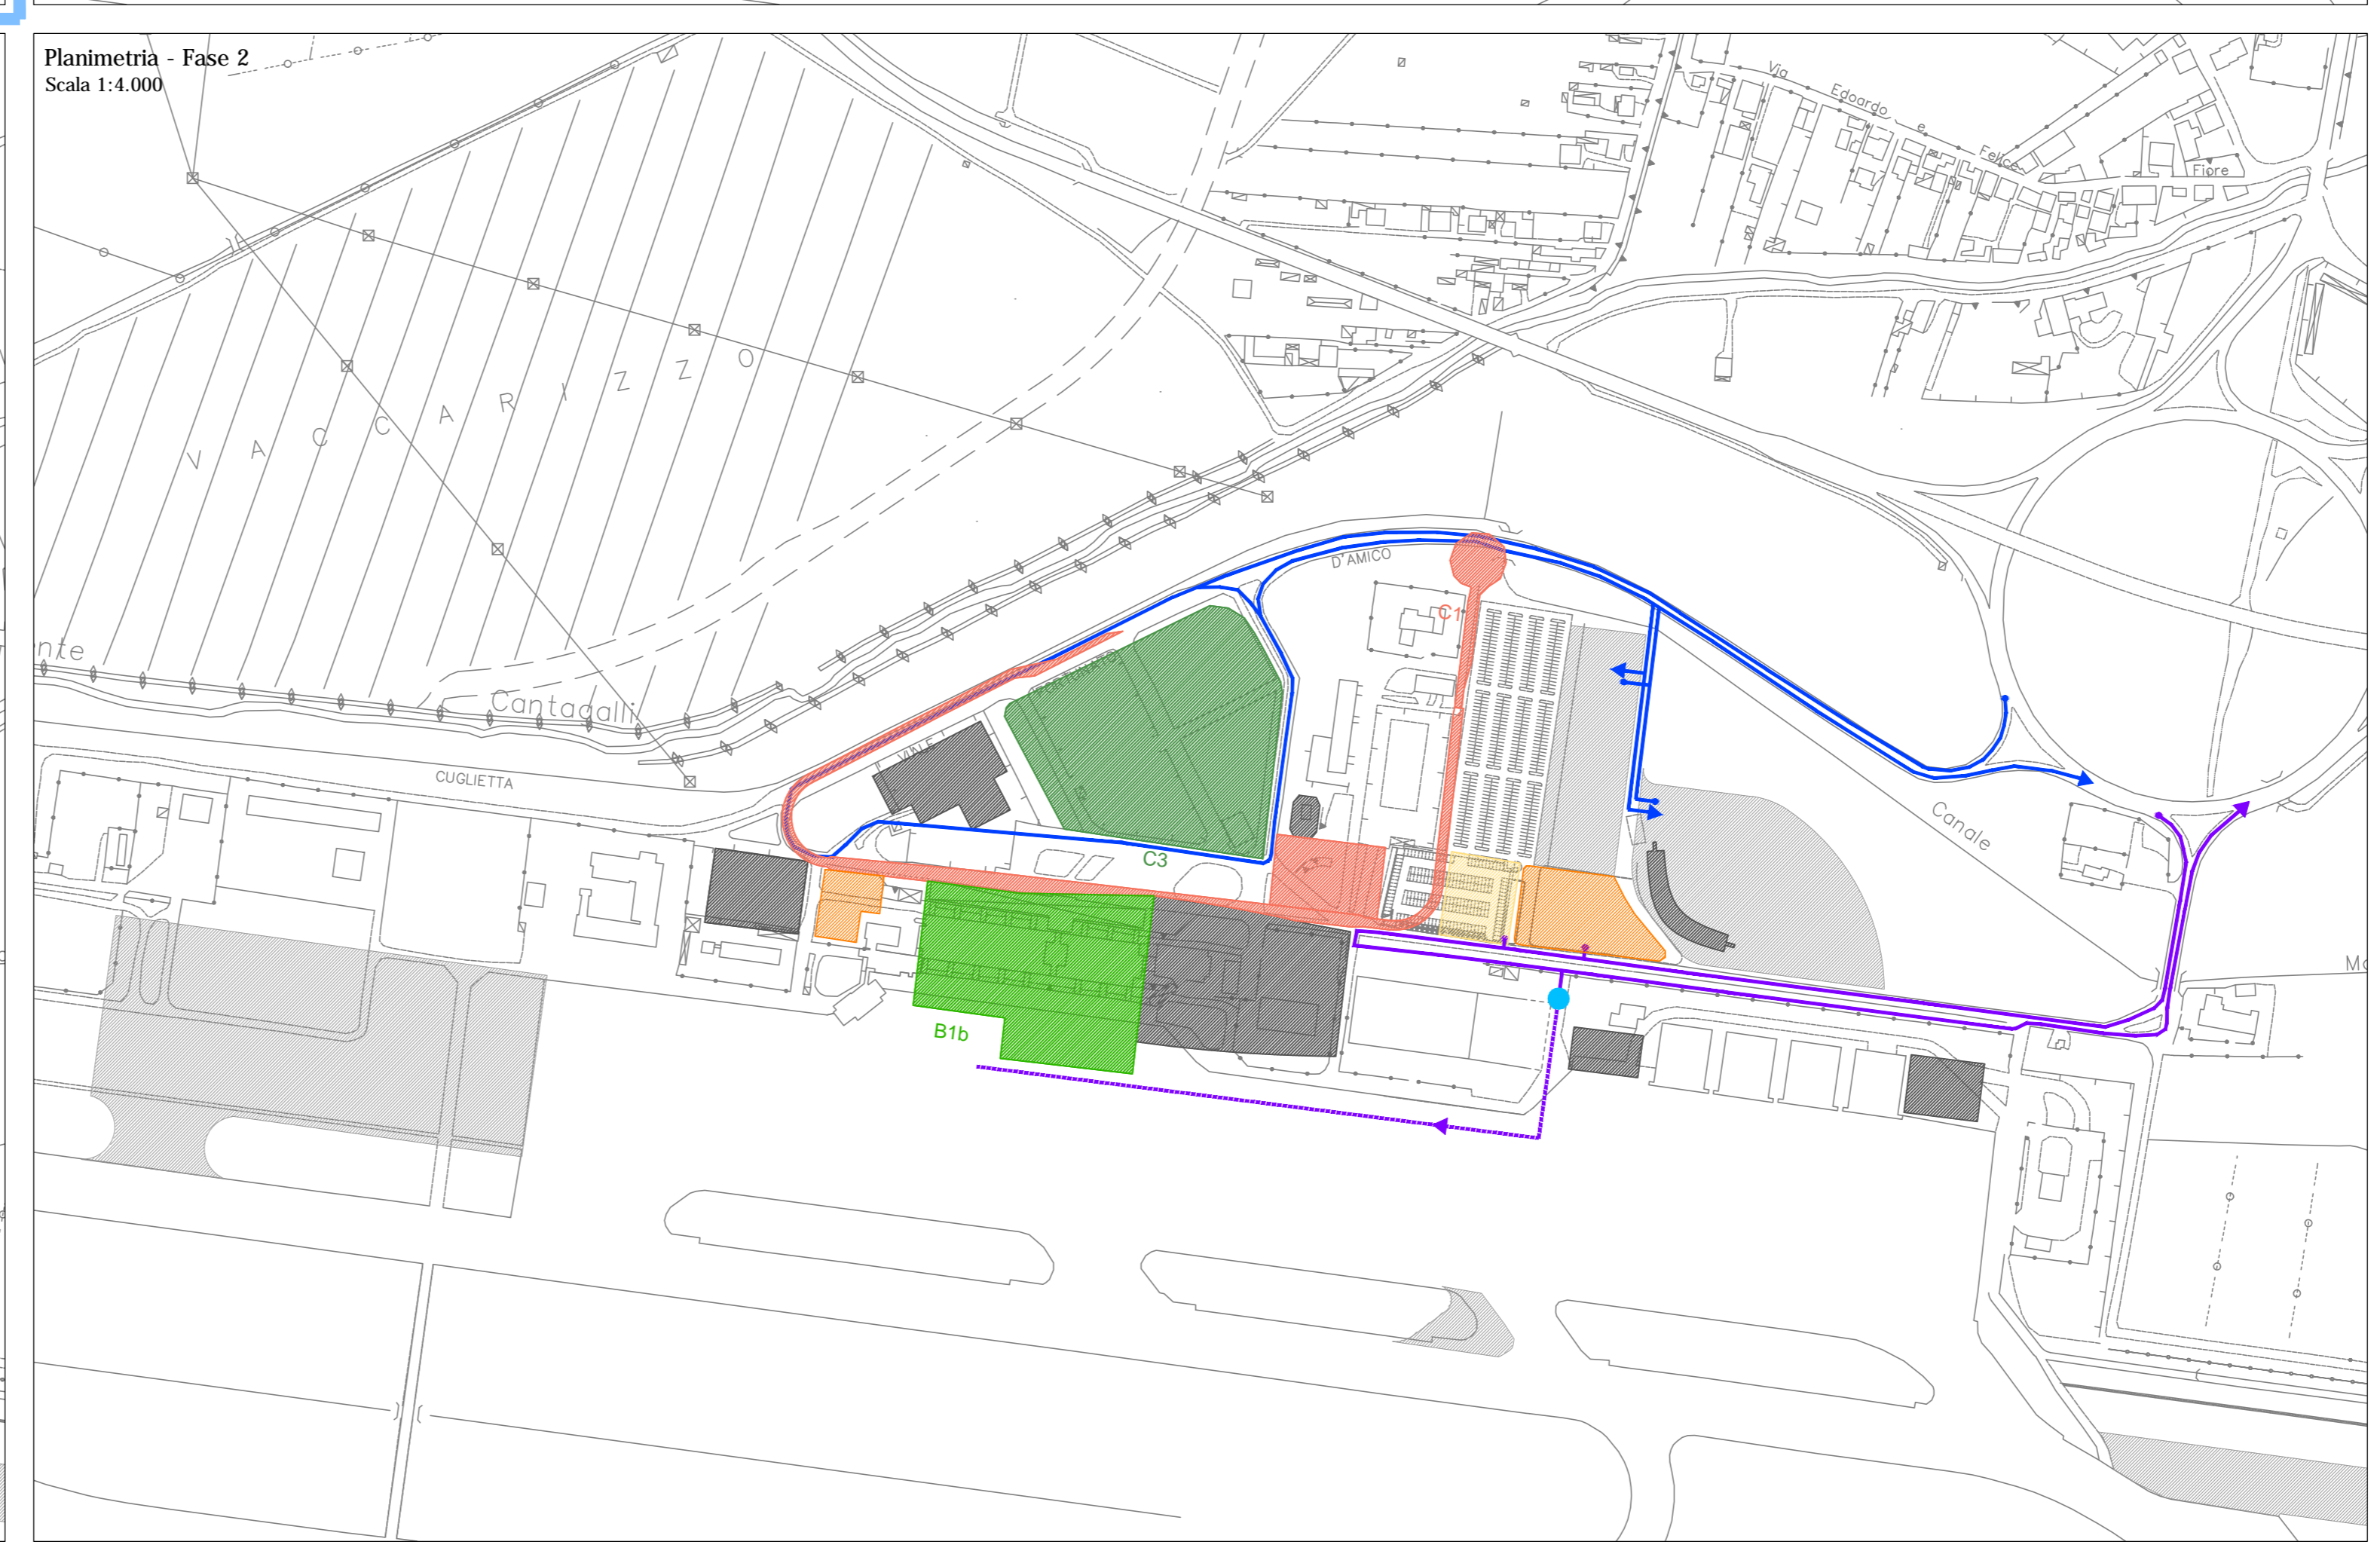 Planimetria - Fase 2
Scala 1:4.000
Via
Edoardo
e
Felice
Fiore
V A C C A R I Z Z O
D'AMICO
C1
nte
Cantagalli
VIALE
CUGLIETTA
C3
Canale
B1b